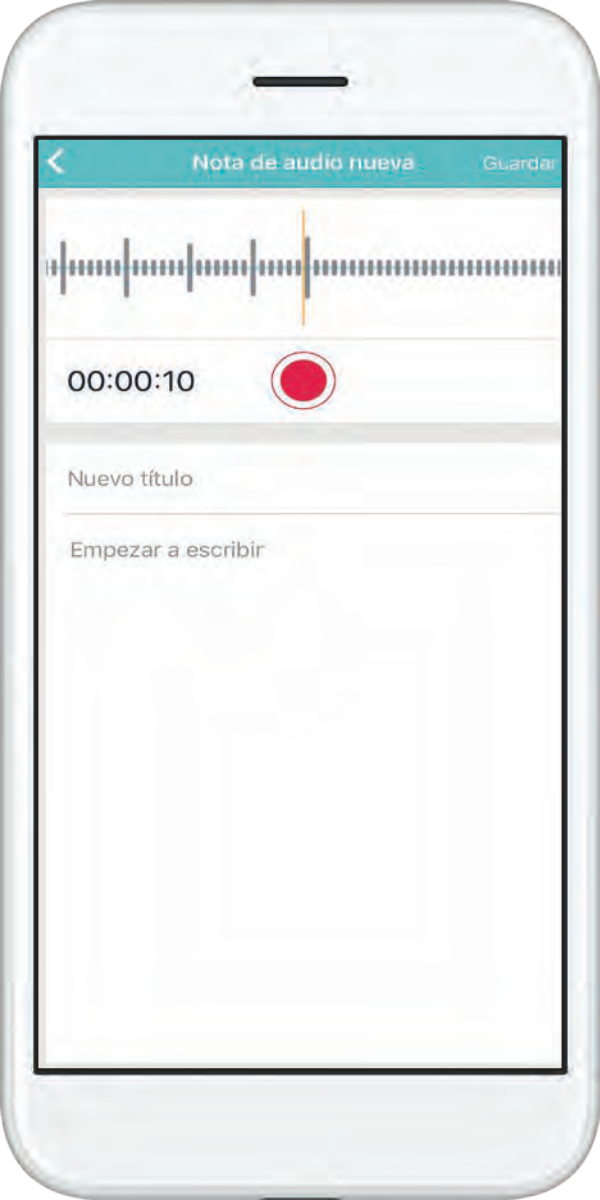 Nota de audio nueva
Guardar
00:00:10
Nuevo título
Empezar a escribir